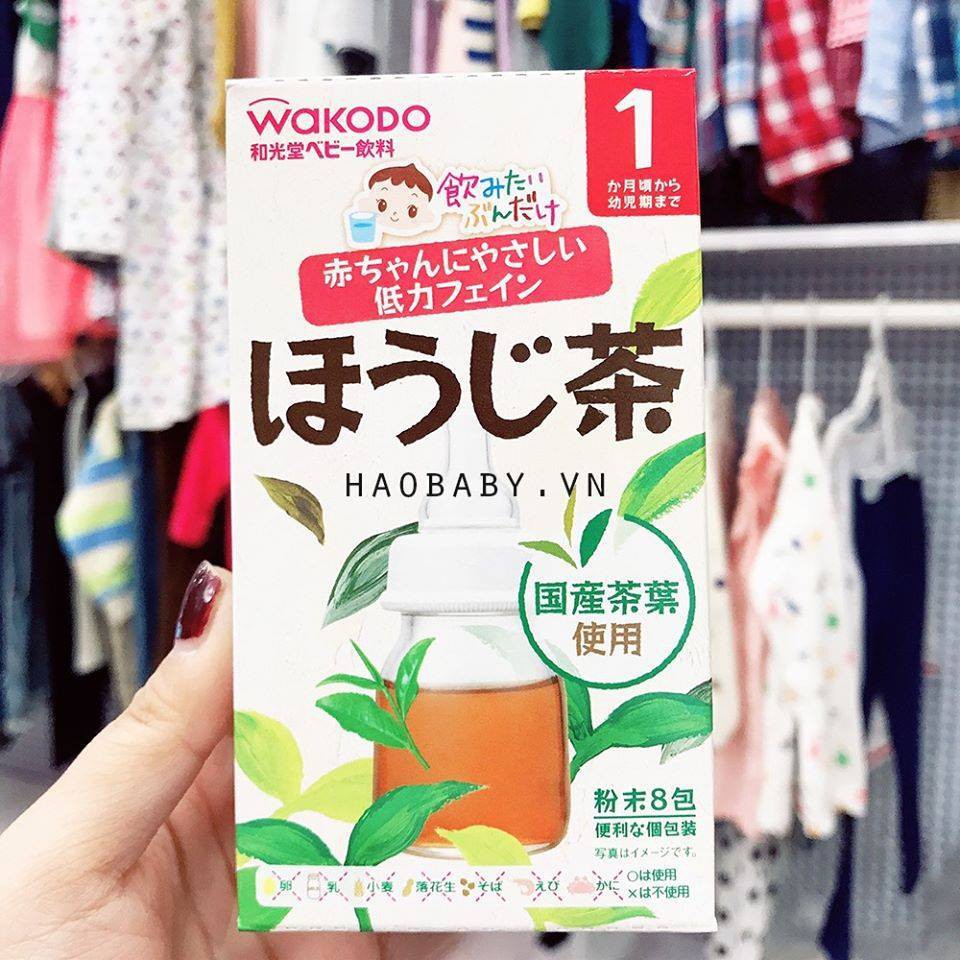 WAKODO
和光堂ベビー飲料
1
か月頃から
幼児期まで
飲みたい
ぶんだけ
赤ちゃんにやさしい
低カフェイン
ほうじ茶
HAOBABY.VN
国産茶葉
使用
粉末8包
便利な個包装
写真はイメージです。
卵 乳 小麦 落花生 そば えび かに
○は使用
×は不使用